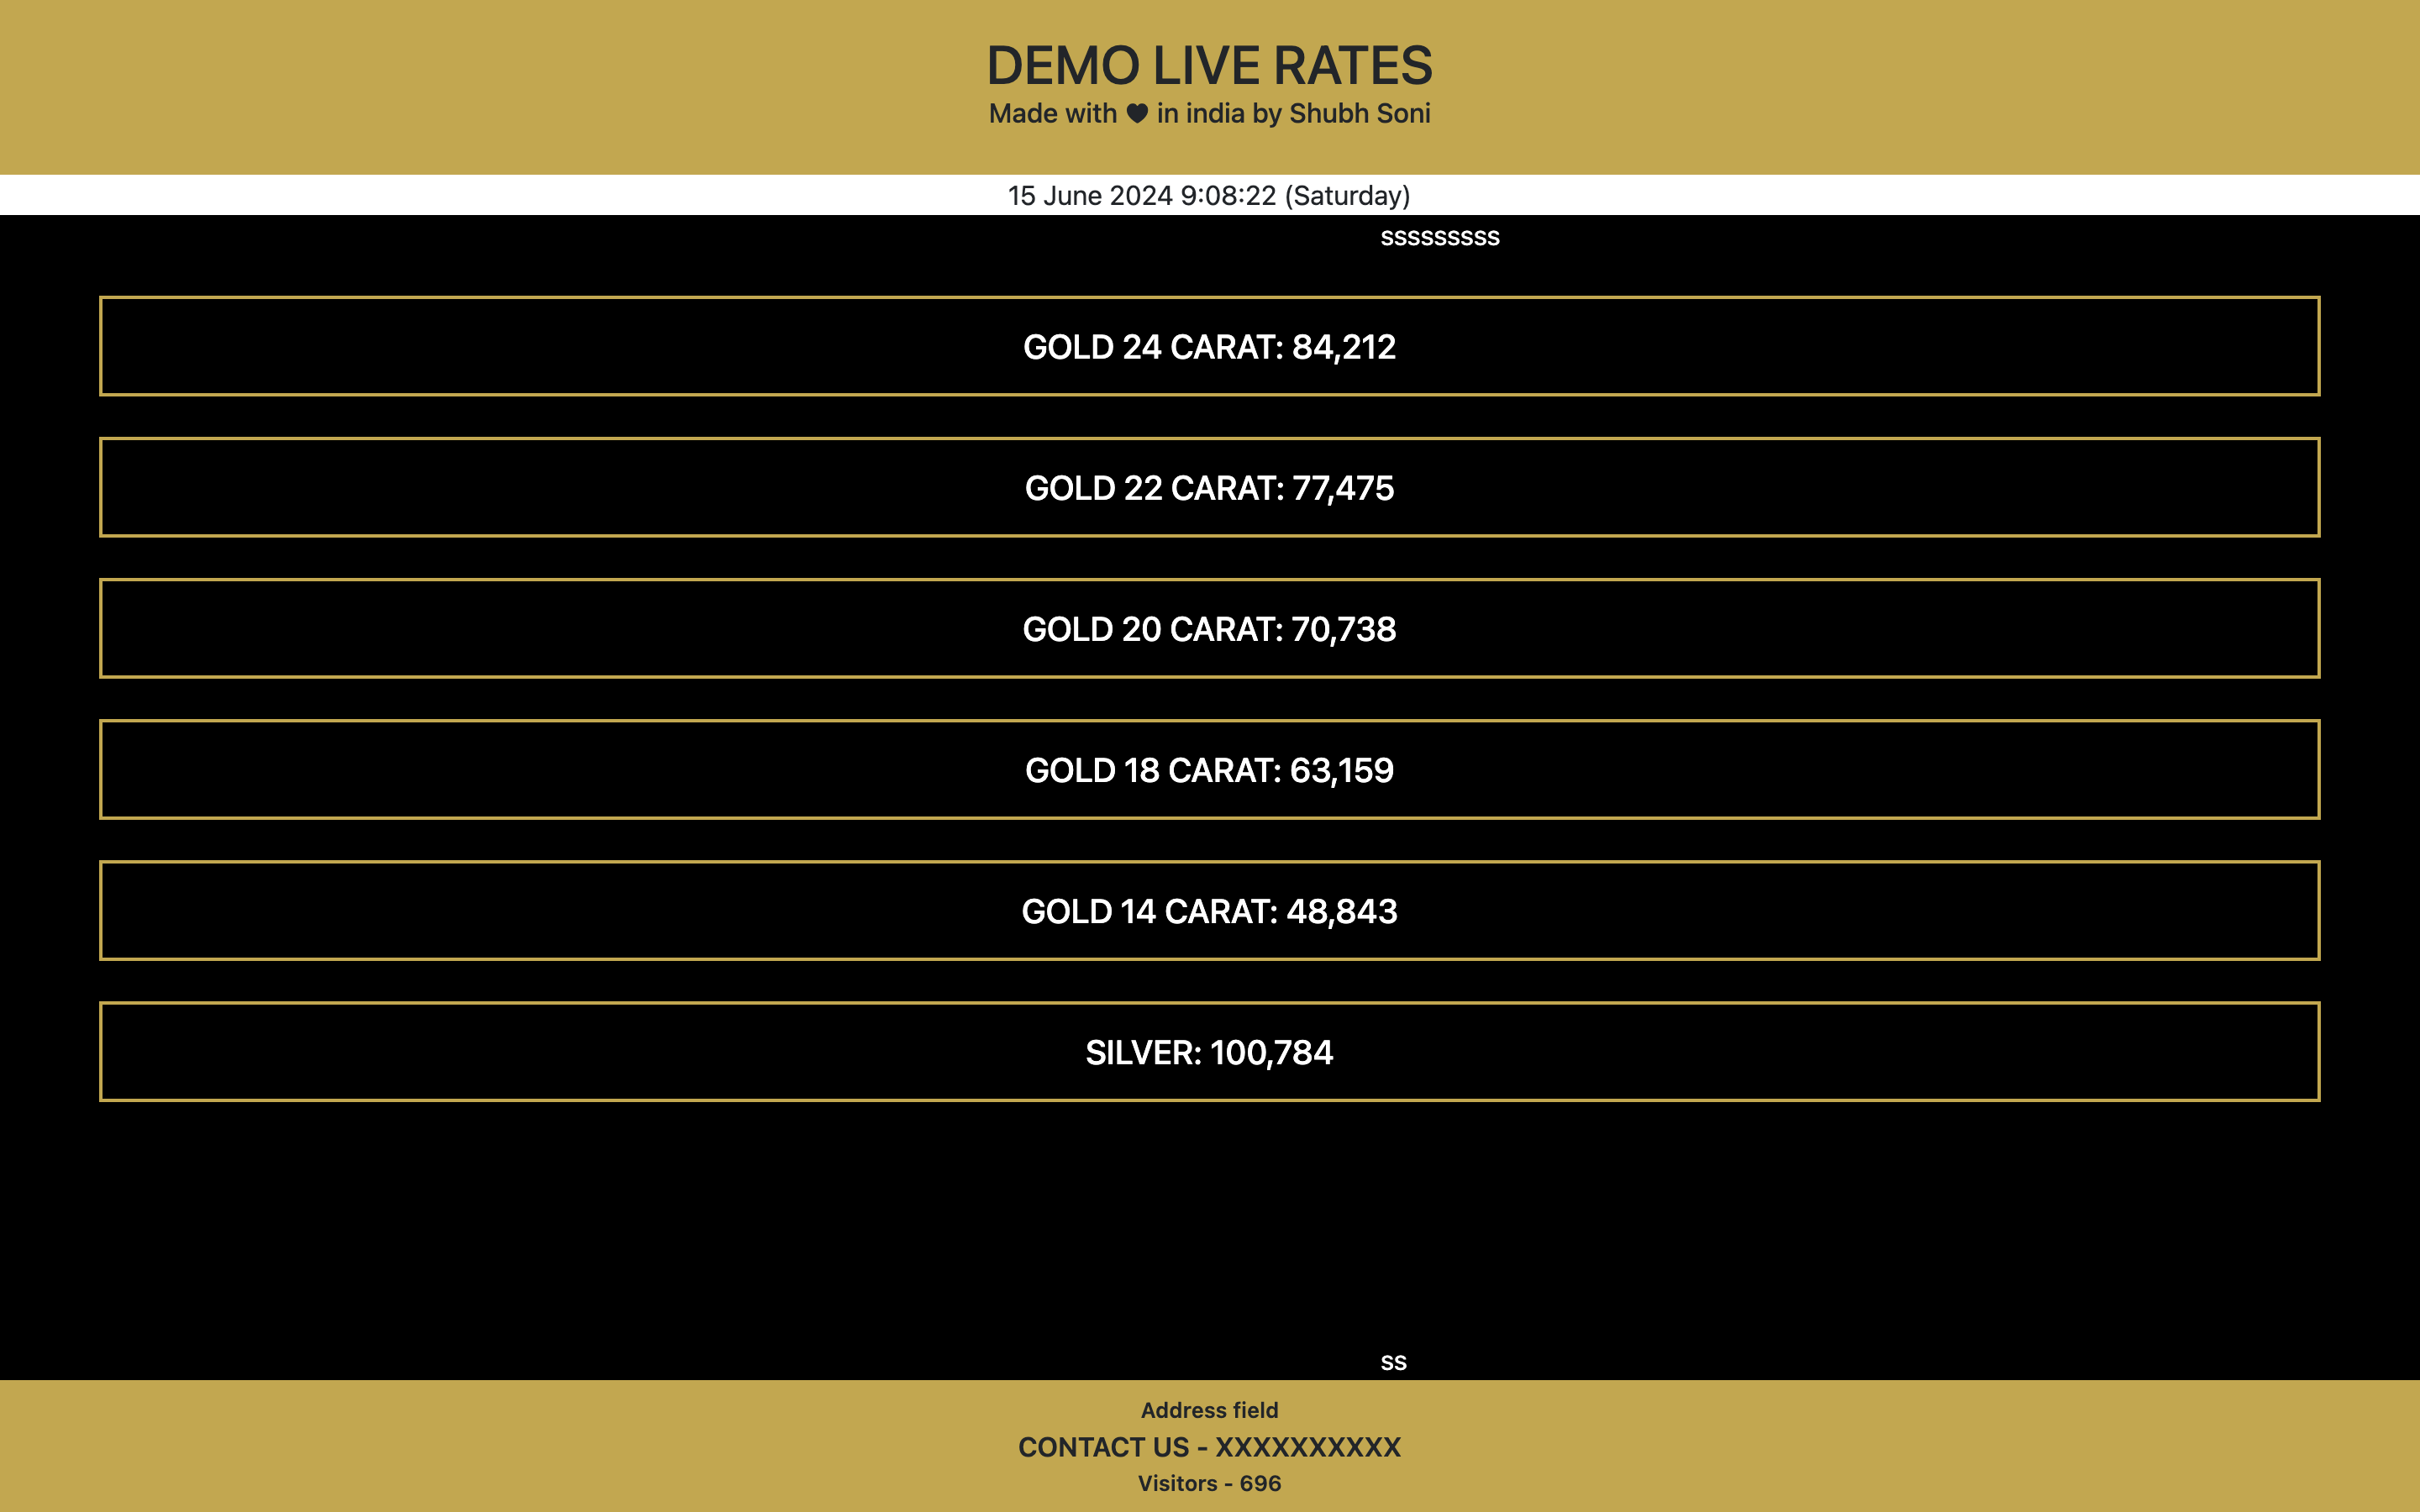 DEMO LIVE RATES
Made with ♥ in india by Shubh Soni
15 June 2024 9:08:22 (Saturday)
sssssssss
GOLD 24 CARAT: 84,212
GOLD 22 CARAT: 77,475
GOLD 20 CARAT: 70,738
GOLD 18 CARAT: 63,159
GOLD 14 CARAT: 48,843
SILVER: 100,784
ss
Address field
CONTACT US - XXXXXXXXXX
Visitors - 696